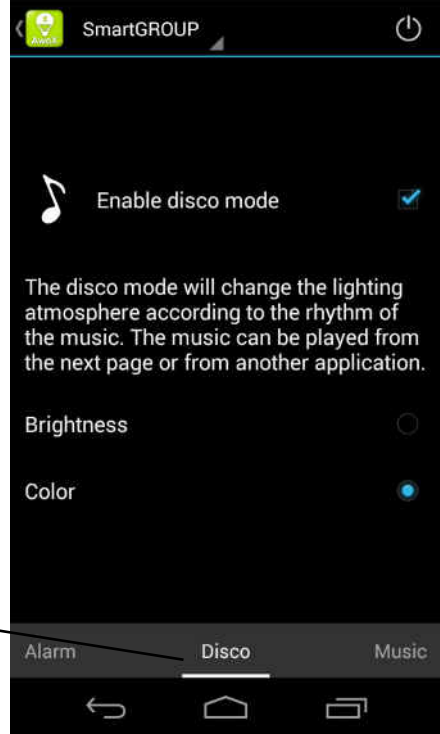 AwoX
SmartGROUP
Enable disco mode
The disco mode will change the lighting
atmosphere according to the rhythm of
the music. The music can be played from
the next page or from another application.
Brightness
Color
Alarm Disco Music